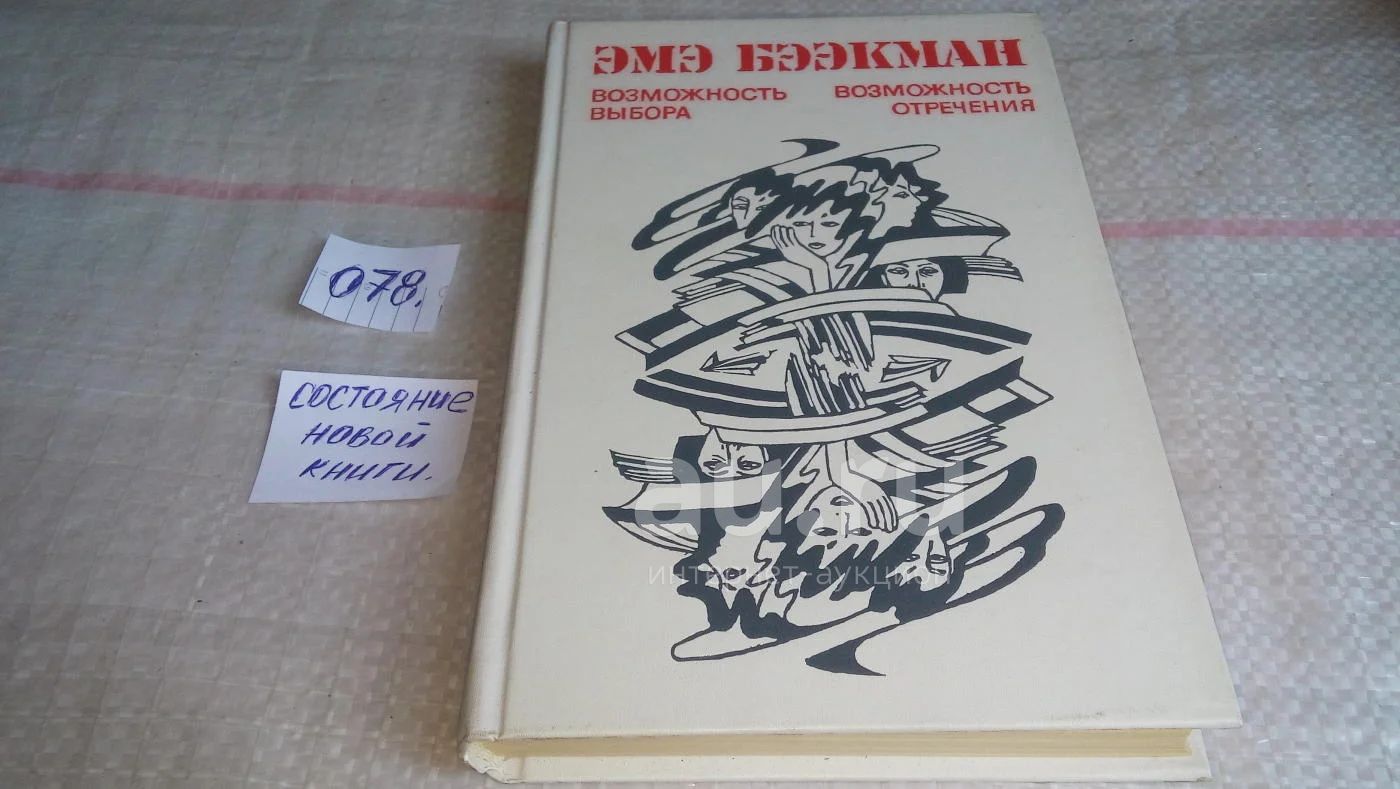 ЭМЭ БЭЭКМАН
ВОЗМОЖНОСТЬ
ВЫБОРА
ВОЗМОЖНОСТЬ
ОТРЕЧЕНИЯ
078.
СОСТОЯНИЕ
НОВОЙ
КНИГИ.
au.ru
интернет-аукцион